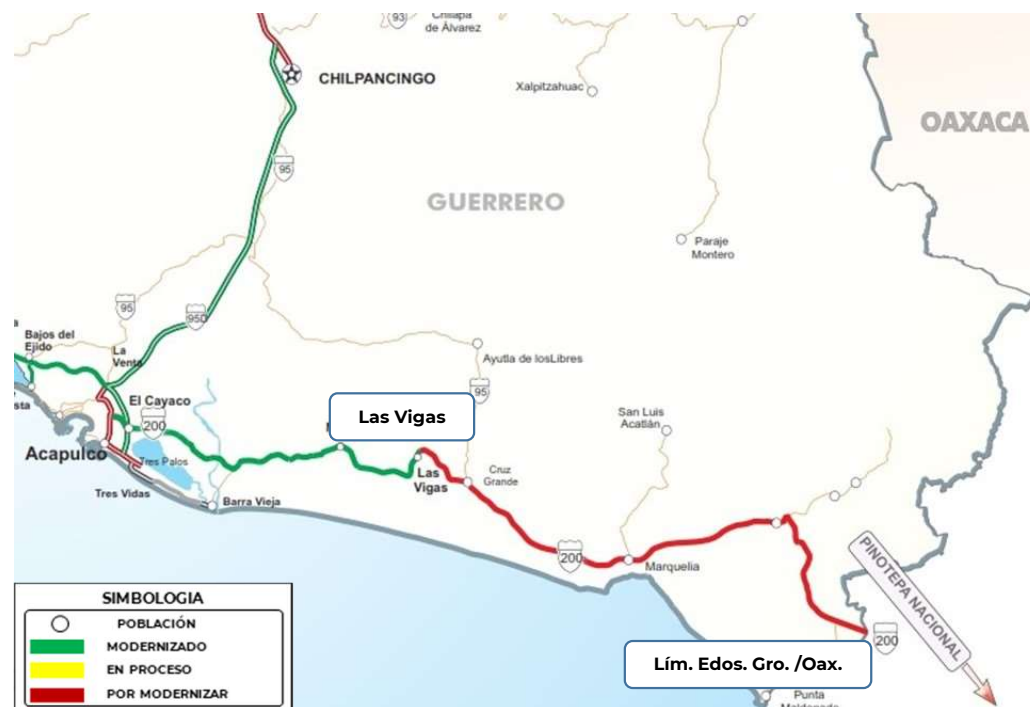 93
Chilapa
de Álvarez
CHILPANCINGO
Xalpitzahuac
OAXACA
95
GUERRERO
Paraje
Montero
95
95D
Bajos del
Ejido
La
Venta
Ayutla de losLibres
95
El Cayaco
200
Las Vigas
San Luis
Acatlán
Acapulco
Tres Palos
Las
Vigas
Cruz
Grande
Tres Vidas
Barra Vieja
200
Marquelia
PINOTEPA NACIONAL
200
Lím. Edos. Gro. /Oax.
Punta
SIMBOLOGIA
POBLACIÓN
MODERNIZADO
EN PROCESO
POR MODERNIZAR